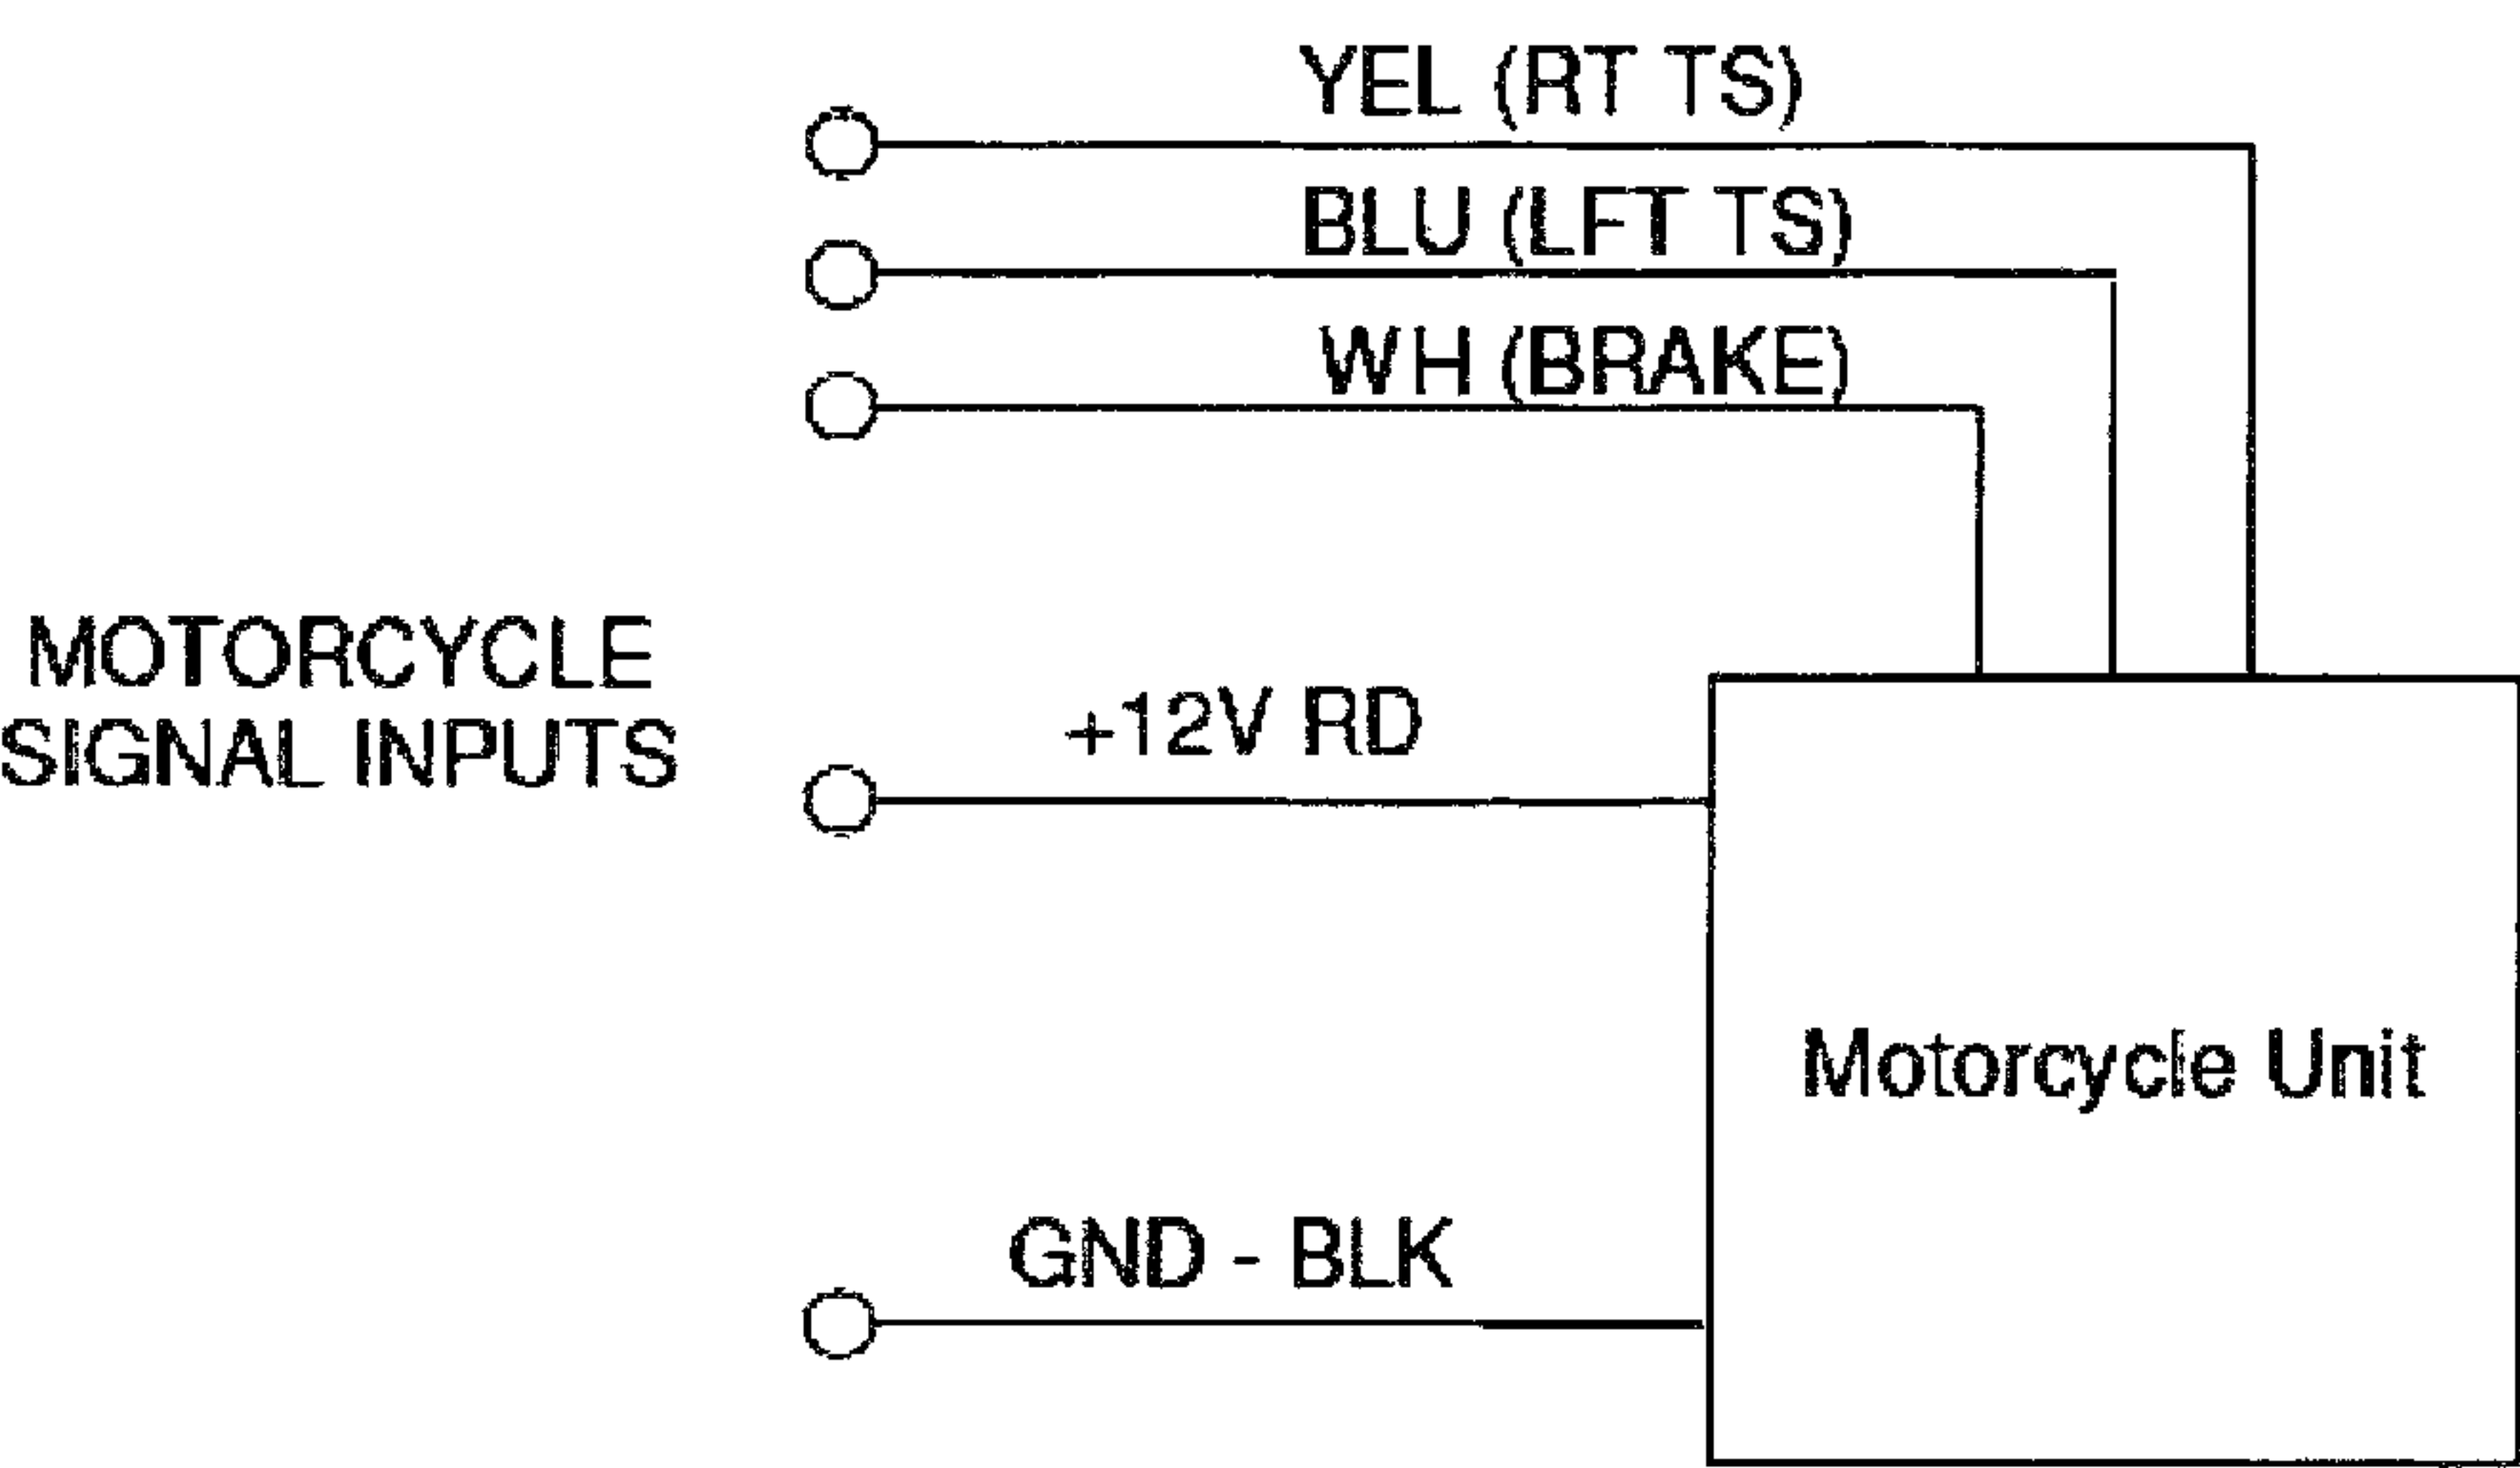 YEL (RT TS)
BLU (LFT TS)
WH (BRAKE)
MOTORCYCLE
SIGNAL INPUTS
+12V RD
Motorcycle Unit
GND - BLK